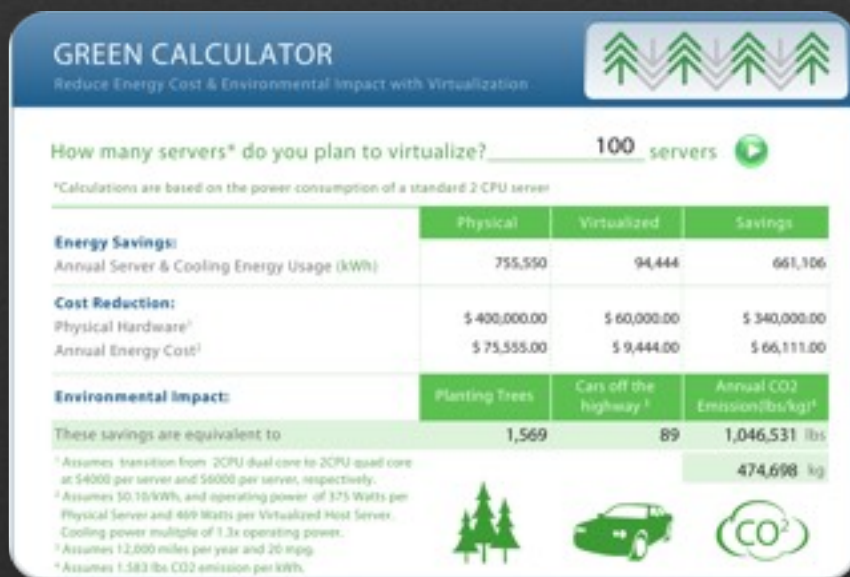 GREEN CALCULATOR
Reduce Energy Cost & Environmental Impact with Virtualization
How many servers* do you plan to virtualize? 100 servers
*Calculations are based on the power consumption of a standard 2 CPU server
Physical Virtualized Savings
Energy Savings:
Annual Server & Cooling Energy Usage (kWh) 755,550 94,444 661,106
Cost Reduction:
Physical Hardware¹ $ 400,000.00 $ 60,000.00 $ 340,000.00
Annual Energy Cost² $ 75,555.00 $ 9,444.00 $ 66,111.00
Environmental Impact: Planting Trees Cars off the highway ³ Annual CO2 Emission(lbs/kg)⁴
These savings are equivalent to 1,569 89 1,046,531 lbs
474,698 kg
¹ Assumes transition from 2CPU dual core to 2CPU quad core
at $4000 per server and $6000 per server, respectively.
² Assumes $0.10/kWh, and operating power of 375 Watts per
Physical Server and 469 Watts per Virtualized Host Server.
Cooling power mulitple of 1.3x operating power.
³ Assumes 12,000 miles per year and 20 mpg.
⁴ Assumes 1.583 lbs CO2 emission per kWh.
CO²